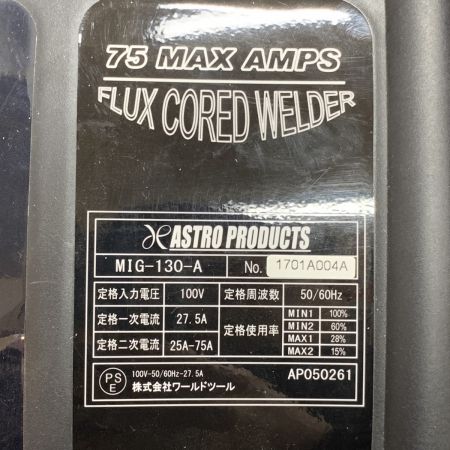 75 MAX AMPS
FLUX CORED WELDER
ASTRO PRODUCTS
MIG-130-A No. 1701A004A
定格入力電圧 100V 定格周波数 50/60Hz
定格一次電流 27.5A 定格使用率 MIN1 100%
MIN2 60%
定格二次電流 25A-75A MAX1 28%
MAX2 15%
PS
E
100V-50/60Hz-27.5A
株式会社ワールドツール AP050261